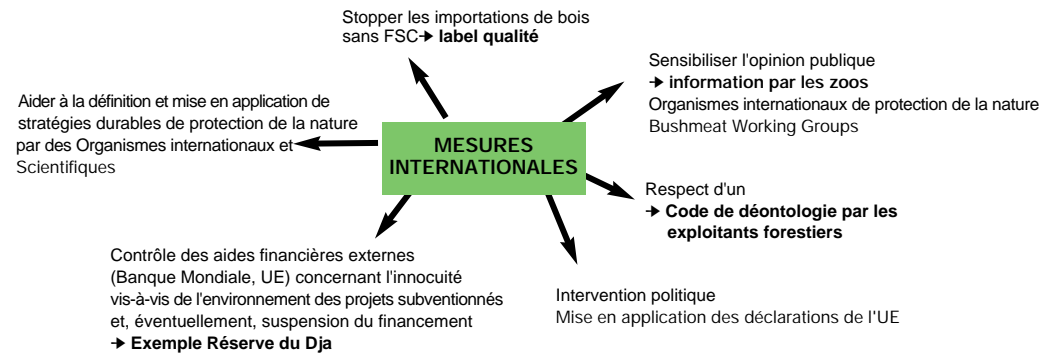 Stopper les importations de bois
sans FSC➔ label qualité
Sensibiliser l'opinion publique
➔ information par les zoos
Organismes internationaux de protection de la nature
Bushmeat Working Groups
Aider à la définition et mise en application de
stratégies durables de protection de la nature
par des Organismes internationaux et
Scientifiques
MESURES
INTERNATIONALES
Respect d'un
➔ Code de déontologie par les
exploitants forestiers
Contrôle des aides financières externes
(Banque Mondiale, UE) concernant l'innocuité
vis-à-vis de l'environnement des projets subventionnés
et, éventuellement, suspension du financement
➔ Exemple Réserve du Dja
Intervention politique
Mise en application des déclarations de l'UE